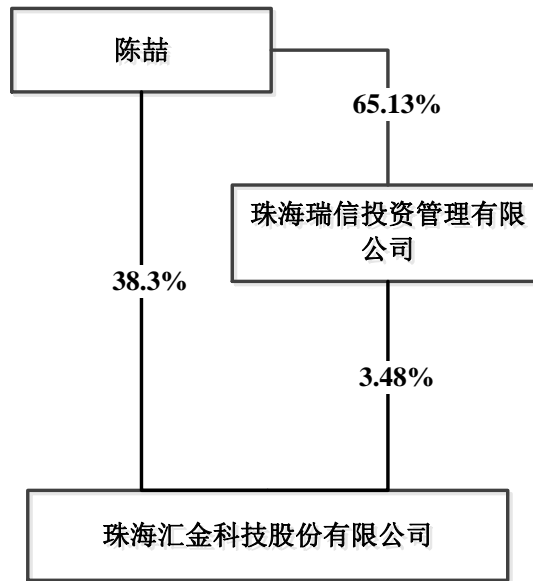 陈喆
65.13%
珠海瑞信投资管理有限
公司
38.3%
3.48%
珠海汇金科技股份有限公司